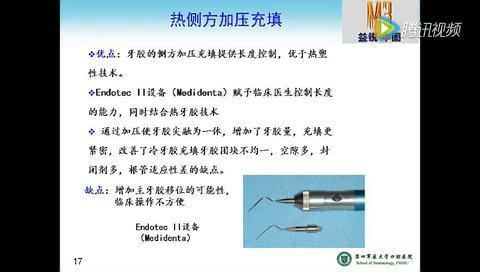 热侧方加压充填
腾讯视频
❖优点：牙胶的侧方加压充填提供长度控制，优于热塑
性技术。
❖Endotec II设备（Medidenta）赋予临床医生控制长度
的能力，同时结合热牙胶技术
❖ 通过加压使牙胶尖融为一体，增加了牙胶量，充填更
紧密，改善了冷牙胶充填牙胶团块不均一，空隙多，封
闭剂多，根管适应性差的缺点。
缺点：增加主牙胶移位的可能性，
临床操作不方便
Endotec II设备
（Medidenta）
17
第四军医大学口腔医院
School of Stomatology, FMMU